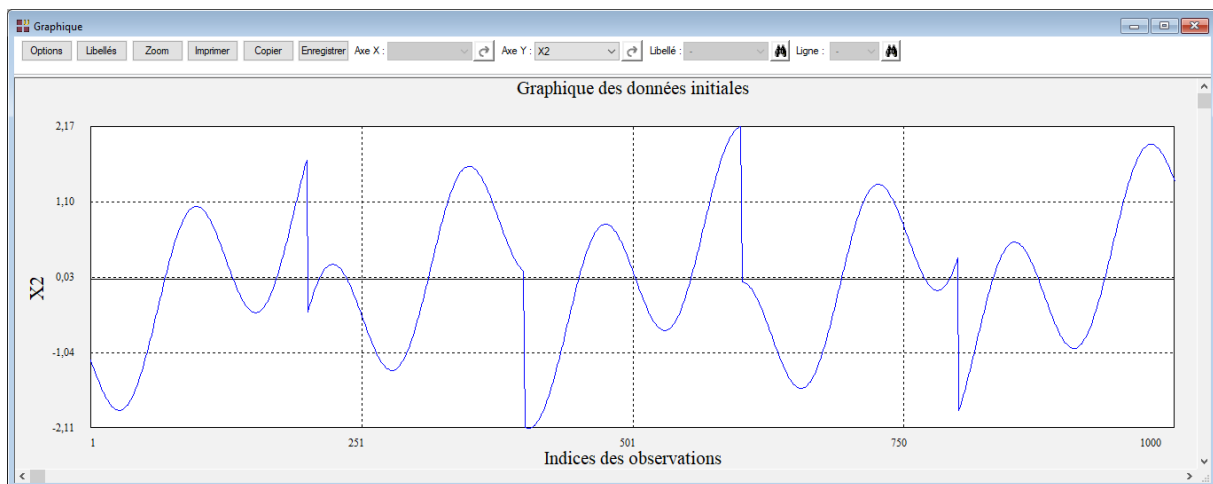 Graphique
Options Libellés Zoom Imprimer Copier Enregistrer Axe X : Axe Y : X2 Libellé : - Ligne : -
Graphique des données initiales
2,17
1,10
0,03
-1,04
-2,11
X2
1 251 501 750 1000
Indices des observations